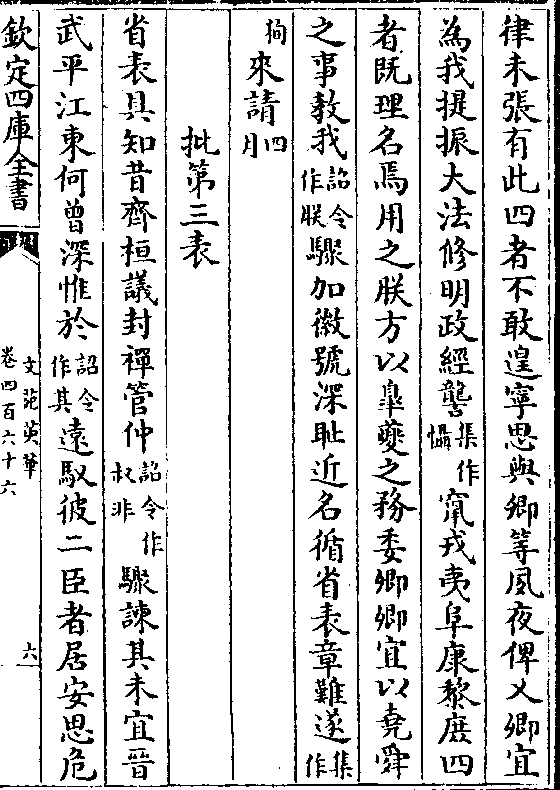 律未張有此四者不敢遑寧思與卿等夙夜俾乂卿宜
為我提振大法修明政經讋集作懾竄戎夷阜康黎庶四
者既理名焉用之朕方以臯夔之務委卿卿宜以堯舜
之事教我詔令作朕驟加徽號深耻近名循省表章難遂集作
徇來請四月
批第三表
省表具知昔齊桓議封禪管仲詔令作叔非驟諫其未宜晉
武平江東何曾深惟於詔令作其遠馭彼二臣者居安思危
欽定四庫全書
文苑英華
卷四百六十六
六